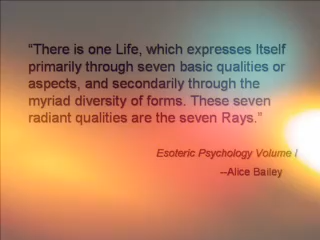 “There is one Life, which expresses Itself
primarily through seven basic qualities or
aspects, and secondarily through the
myriad diversity of forms. These seven
radiant qualities are the seven Rays.”
Esoteric Psychology Volume I
--Alice Bailey